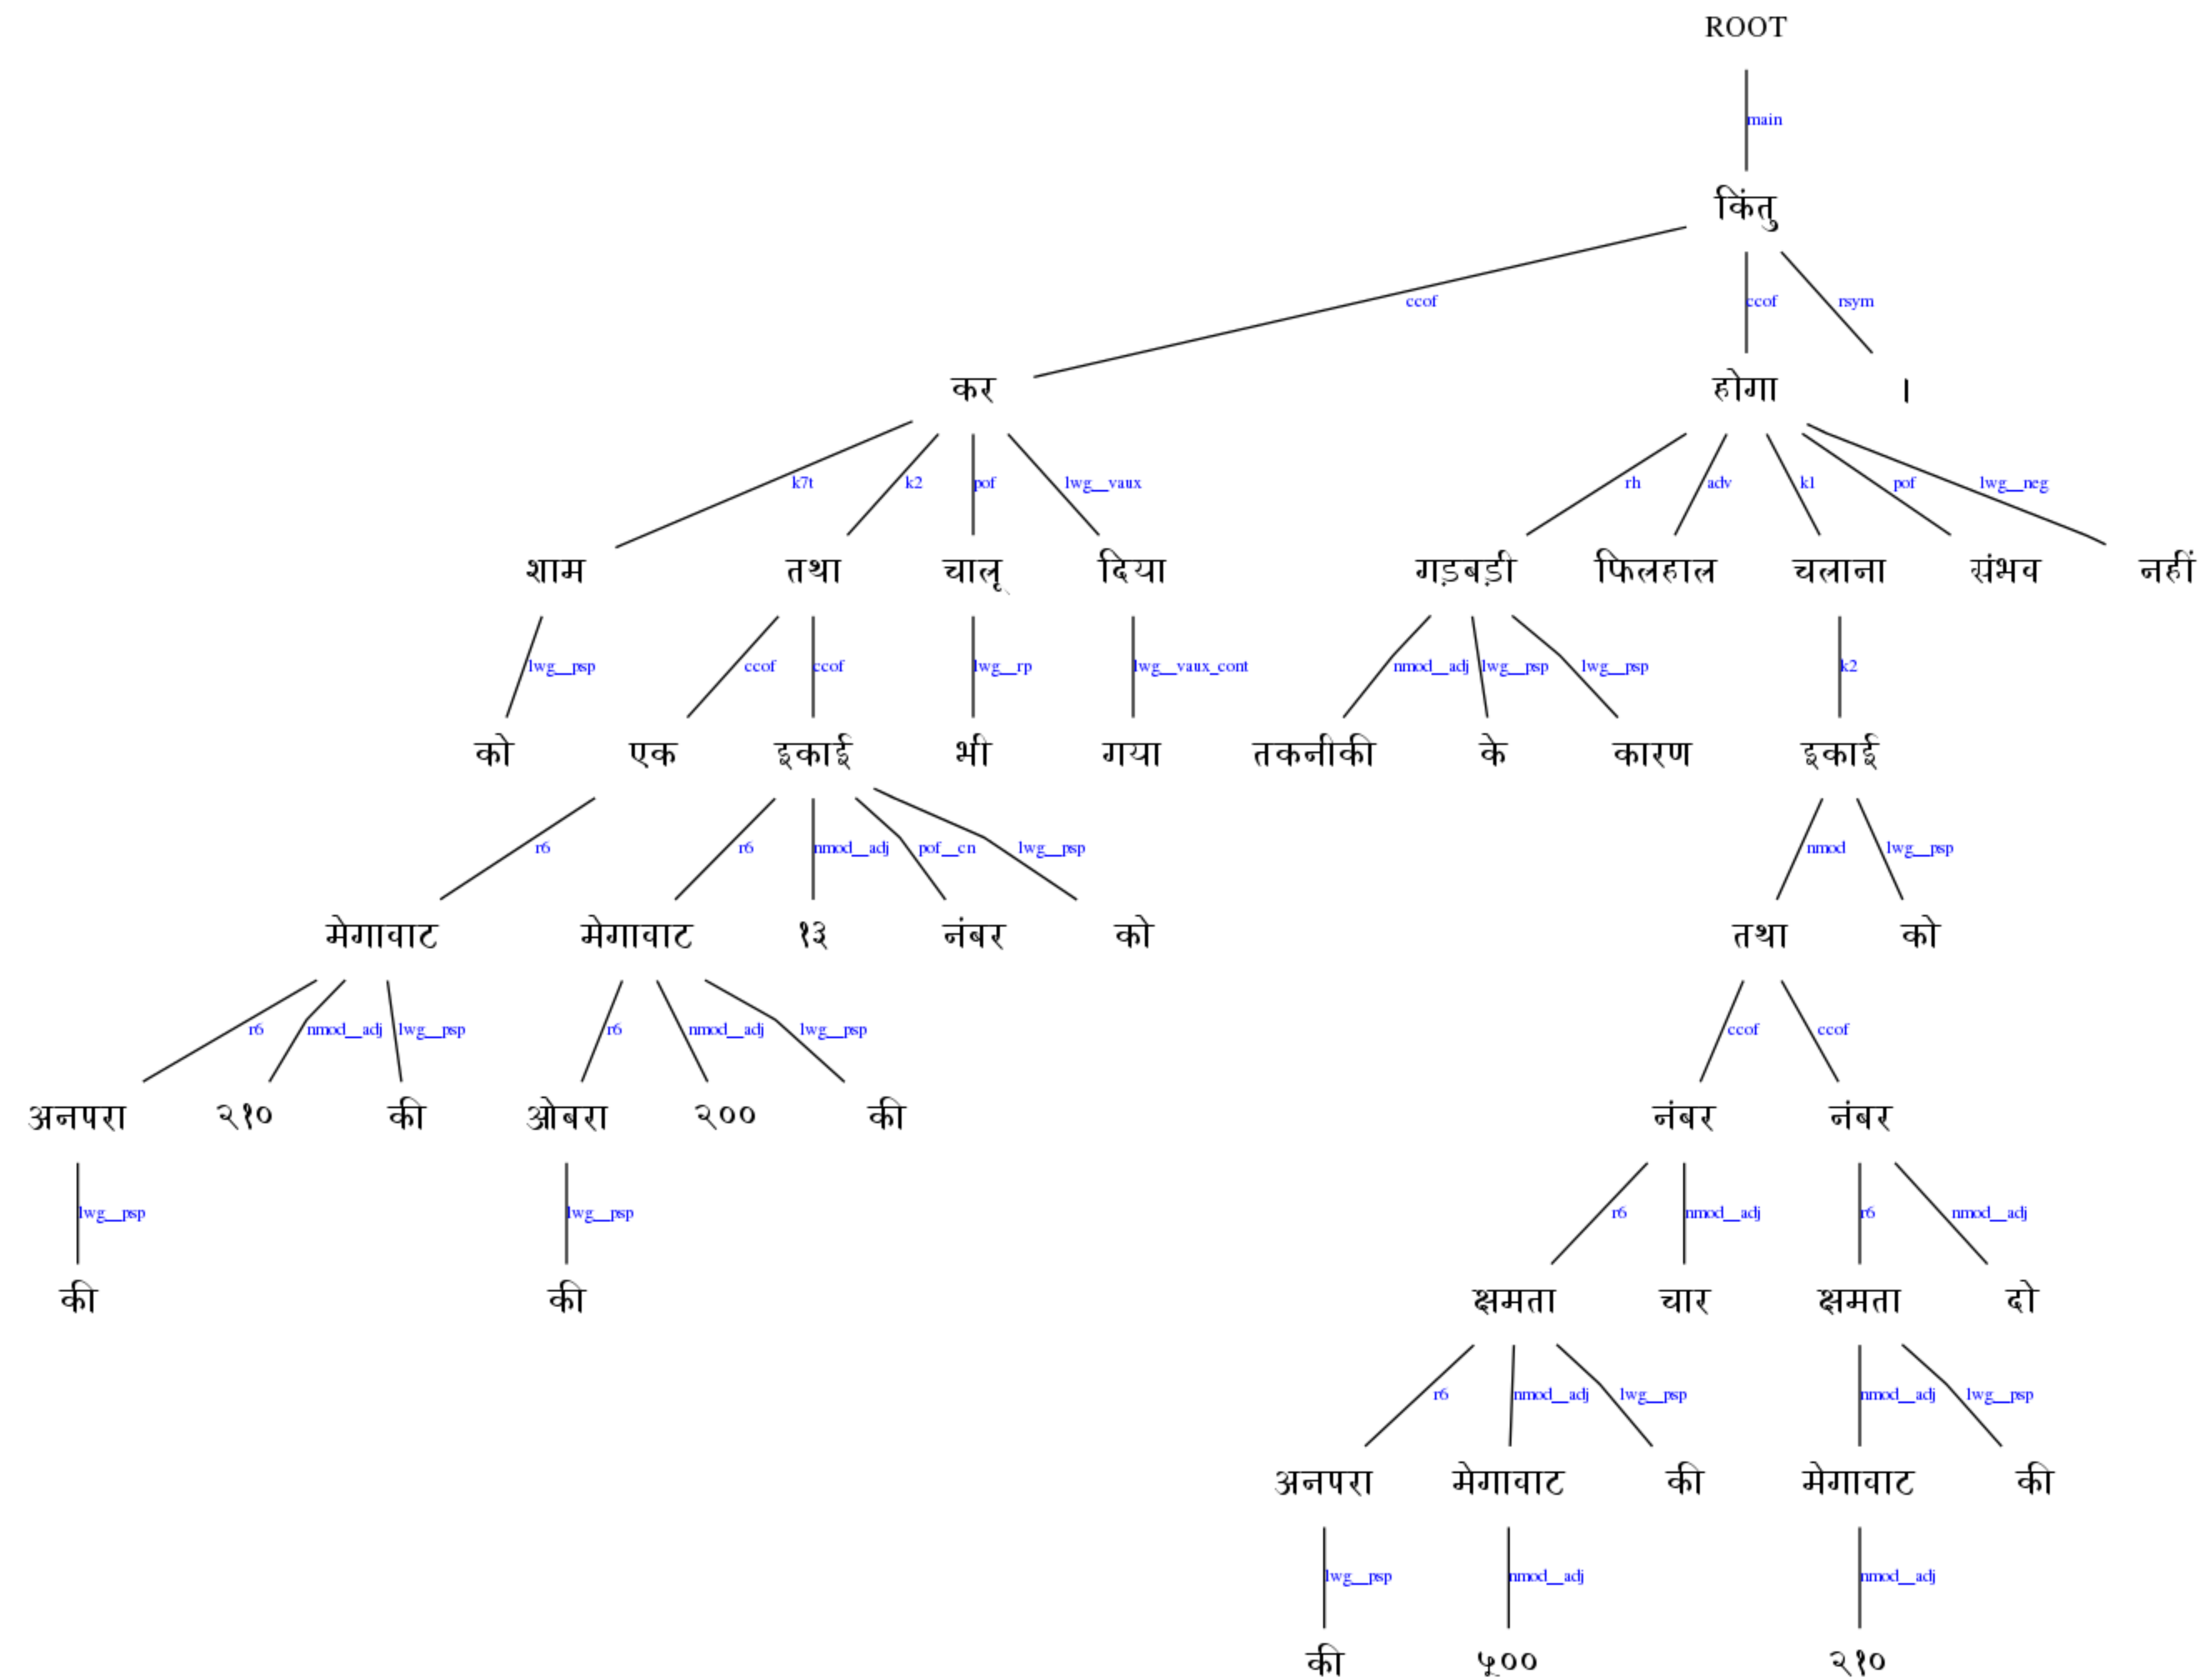 ROOT
main
किंतु
ccof ccof rsym
कर होगा ।
k7t k2 pof lwg__vaux rh adv k1 pof lwg__neg
शाम तथा चालू दिया गड़बड़ी फिलहाल चलाना संभव नहीं
lwg__psp ccof ccof lwg__rp lwg__vaux_cont nmod__adj lwg__psp lwg__psp k2
को एक इकाई भी गया तकनीकी के कारण इकाई
r6 r6 nmod__adj pof__cn lwg__psp nmod lwg__psp
मेगावाट मेगावाट १३ नंबर को तथा को
r6 nmod__adj lwg__psp r6 nmod__adj lwg__psp ccof ccof
अनपरा २१० की ओबरा २०० की नंबर नंबर
lwg__psp lwg__psp r6 nmod__adj r6 nmod__adj
की की क्षमता चार क्षमता दो
r6 nmod__adj lwg__psp nmod__adj lwg__psp
अनपरा मेगावाट की मेगावाट की
lwg__psp nmod__adj nmod__adj
की ५०० २१०